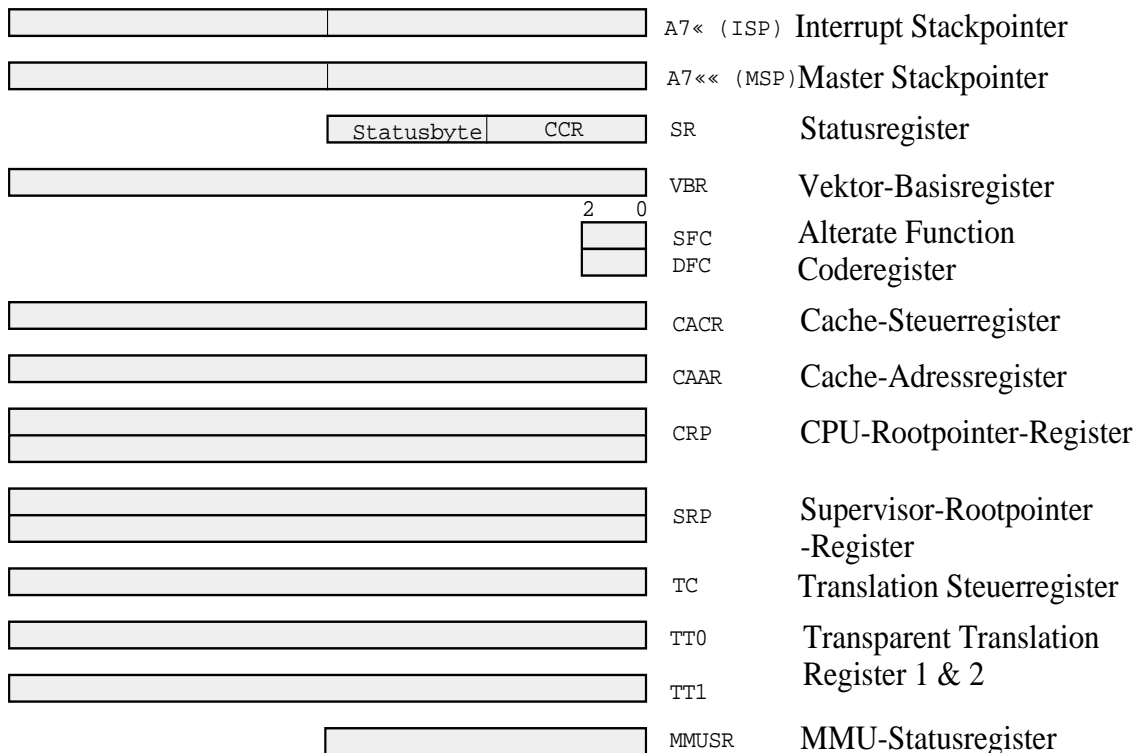 A7« (ISP) Interrupt Stackpointer
A7«« (MSP) Master Stackpointer
Statusbyte CCR SR Statusregister
VBR Vektor-Basisregister
2 0
SFC Alterate Function
DFC Coderegister
CACR Cache-Steuerregister
CAAR Cache-Adressregister
CRP CPU-Rootpointer-Register
SRP Supervisor-Rootpointer
-Register
TC Translation Steuerregister
TT0 Transparent Translation
Register 1 & 2
TT1
MMUSR MMU-Statusregister